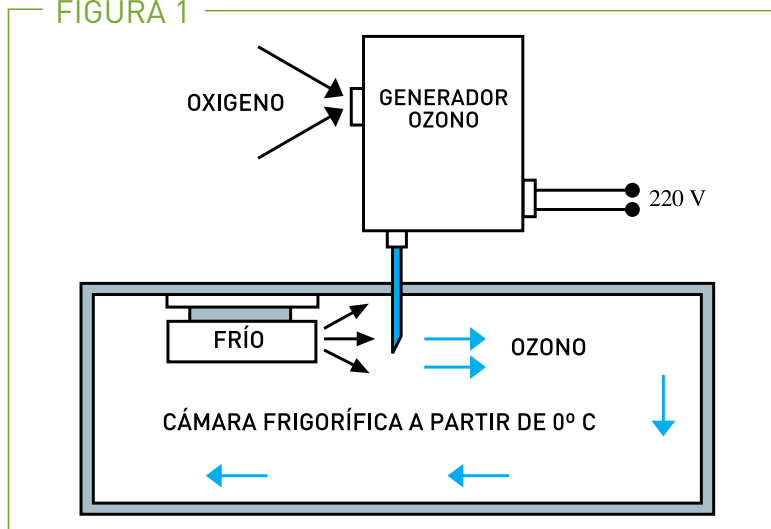 FIGURA 1
OXIGENO
GENERADOR
OZONO
220 V
FRÍO
OZONO
CÁMARA FRIGORÍFICA A PARTIR DE 0º C